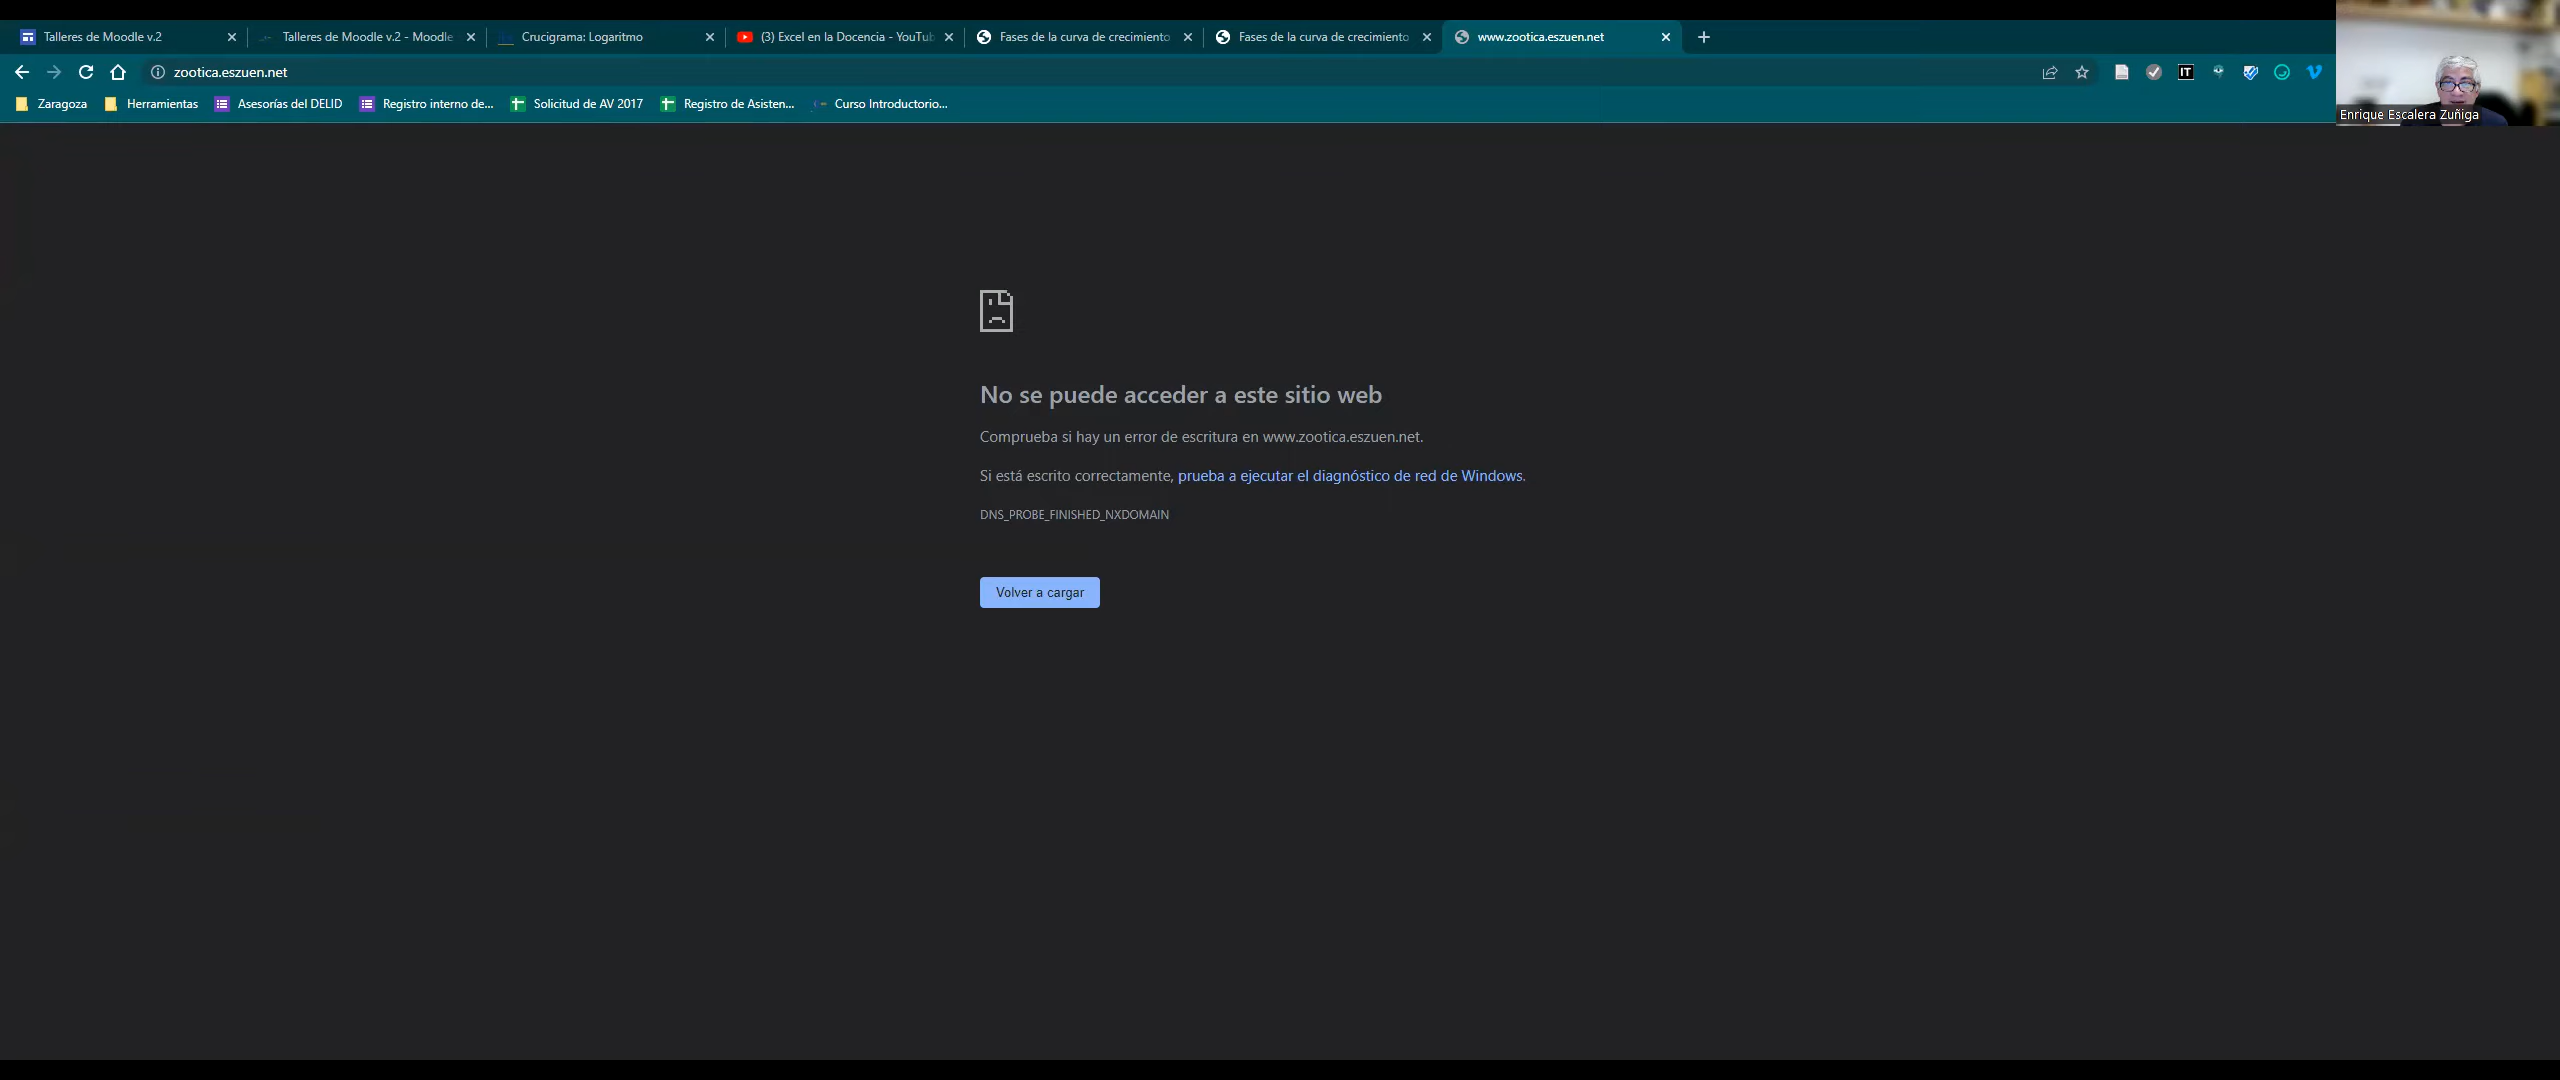 Talleres de Moodle v.2
Talleres de Moodle v.2 - Moodle
Crucigrama: Logaritmo
(3) Excel en la Docencia - YouTub
Fases de la curva de crecimiento
Fases de la curva de crecimiento
www.zootica.eszuen.net
zootica.eszuen.net
IT
Zaragoza
Herramientas
Asesorías del DELID
Registro interno de...
Solicitud de AV 2017
Registro de Asisten...
Curso Introductorio...
Enrique Escalera Zuñiga
No se puede acceder a este sitio web
Comprueba si hay un error de escritura en www.zootica.eszuen.net.
Si está escrito correctamente, prueba a ejecutar el diagnóstico de red de Windows.
DNS_PROBE_FINISHED_NXDOMAIN
Volver a cargar